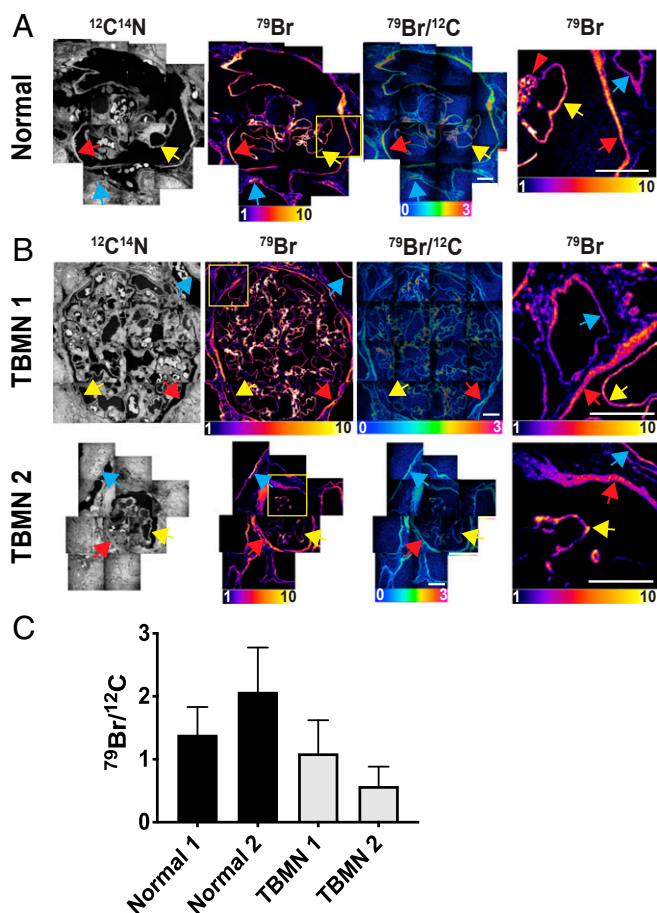 A
¹²C¹⁴N ⁷⁹Br ⁷⁹Br/¹²C ⁷⁹Br
Normal
1 10 0 3 1 10
B
¹²C¹⁴N ⁷⁹Br ⁷⁹Br/¹²C ⁷⁹Br
TBMN 1
1 10 0 3 1 10
TBMN 2
1 10 0 3 1 10
C
⁷⁹Br/¹²C
3
2
1
0
Normal 1 Normal 2 TBMN 1 TBMN 2